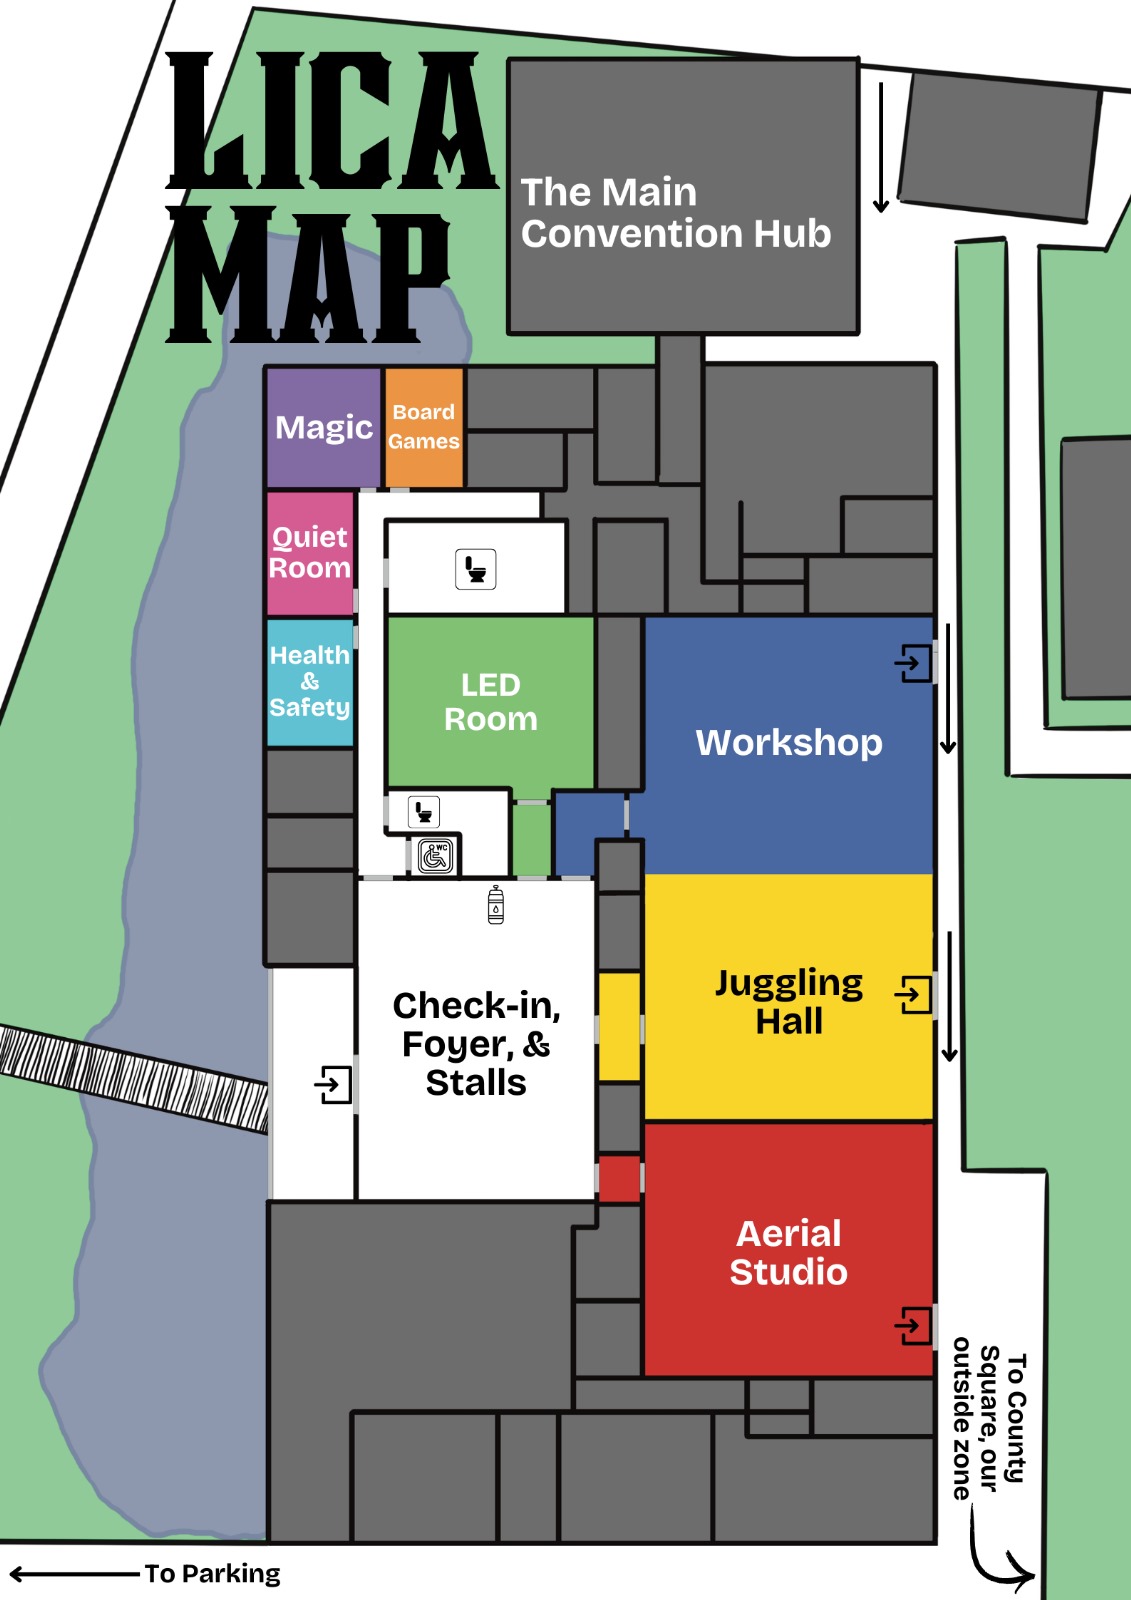 LICA
MAP
The Main
Convention Hub
Magic
Board
Games
Quiet
Room
Health
&
Safety
LED
Room
Workshop
WC
Check-in,
Foyer, &
Stalls
Juggling
Hall
Aerial
Studio
To County
Square, our
outside zone
To Parking